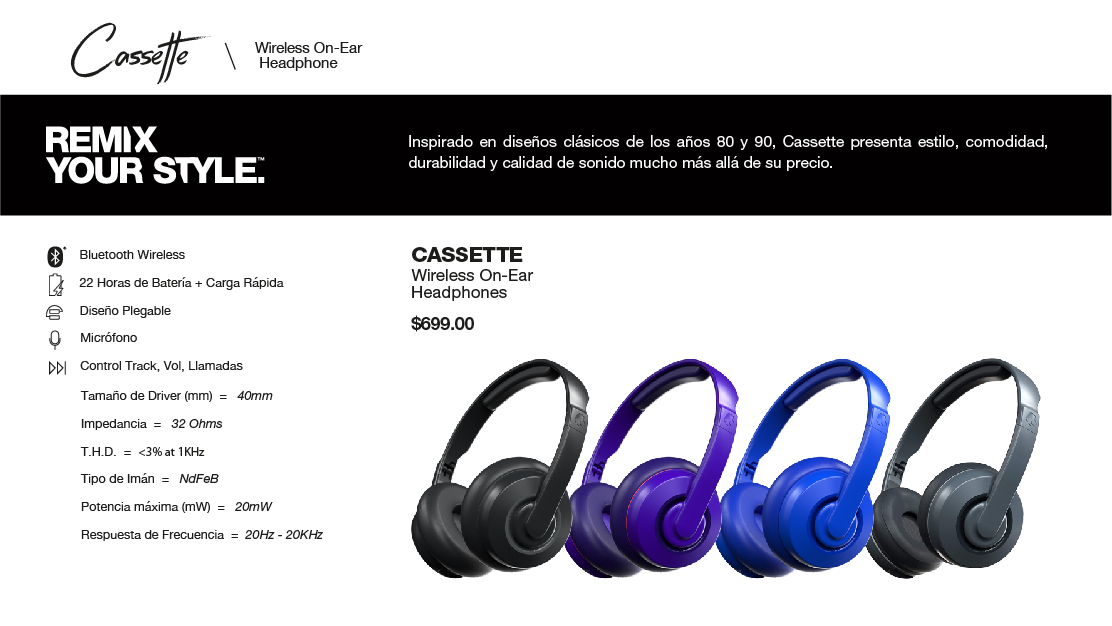 Cassette
Wireless On-Ear
Headphone
REMIX
YOUR STYLE.™
Inspirado en diseños clásicos de los años 80 y 90, Cassette presenta estilo, comodidad,
durabilidad y calidad de sonido mucho más allá de su precio.
Bluetooth Wireless
22 Horas de Batería + Carga Rápida
Diseño Plegable
Micrófono
Control Track, Vol, Llamadas
Tamaño de Driver (mm) = 40mm
Impedancia = 32 Ohms
T.H.D. = <3% at 1KHz
Tipo de Imán = NdFeB
Potencia máxima (mW) = 20mW
Respuesta de Frecuencia = 20Hz - 20KHz
CASSETTE
Wireless On-Ear
Headphones
$699.00